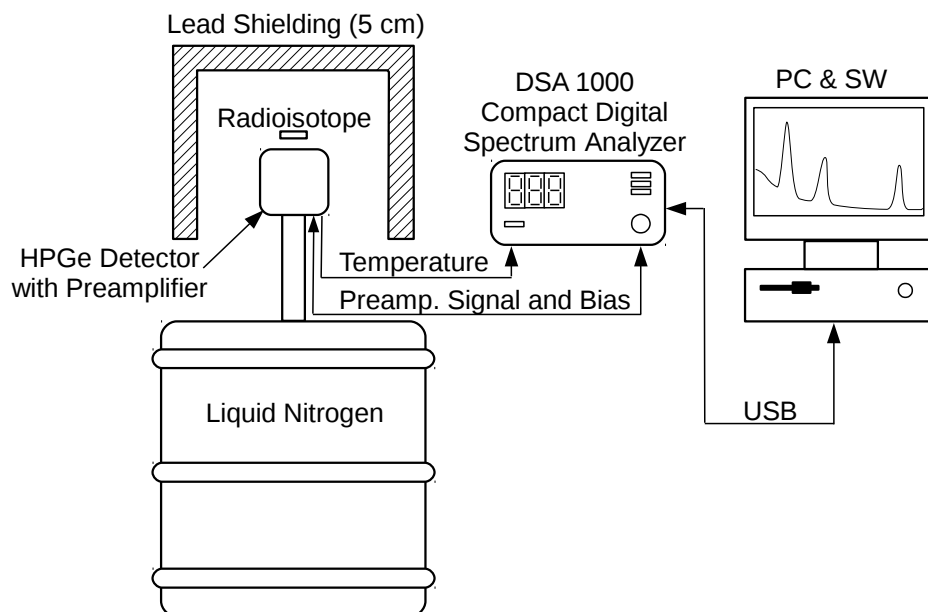 Lead Shielding (5 cm)
Radioisotope
HPGe Detector
with Preamplifier
Temperature
Preamp. Signal and Bias
Liquid Nitrogen
DSA 1000
Compact Digital
Spectrum Analyzer
888
PC & SW
USB